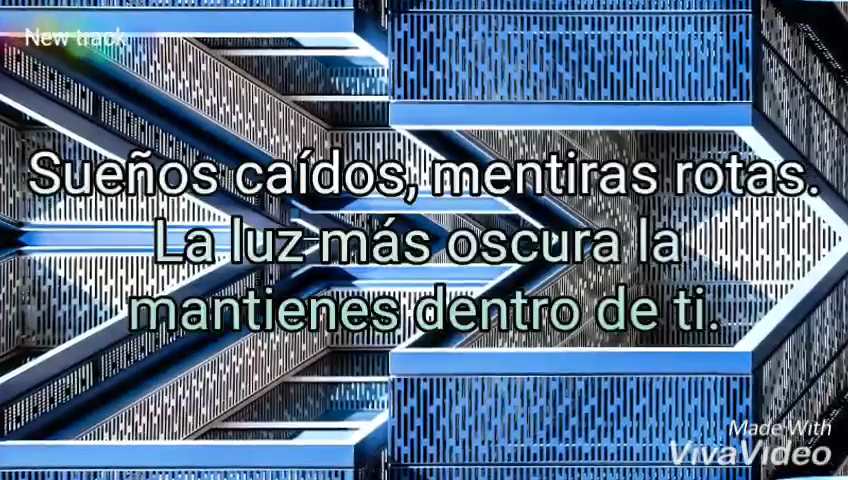 New track
Sueños caídos, mentiras rotas.
La luz más oscura la
mantienes dentro de ti.
Made With
VivaVideo